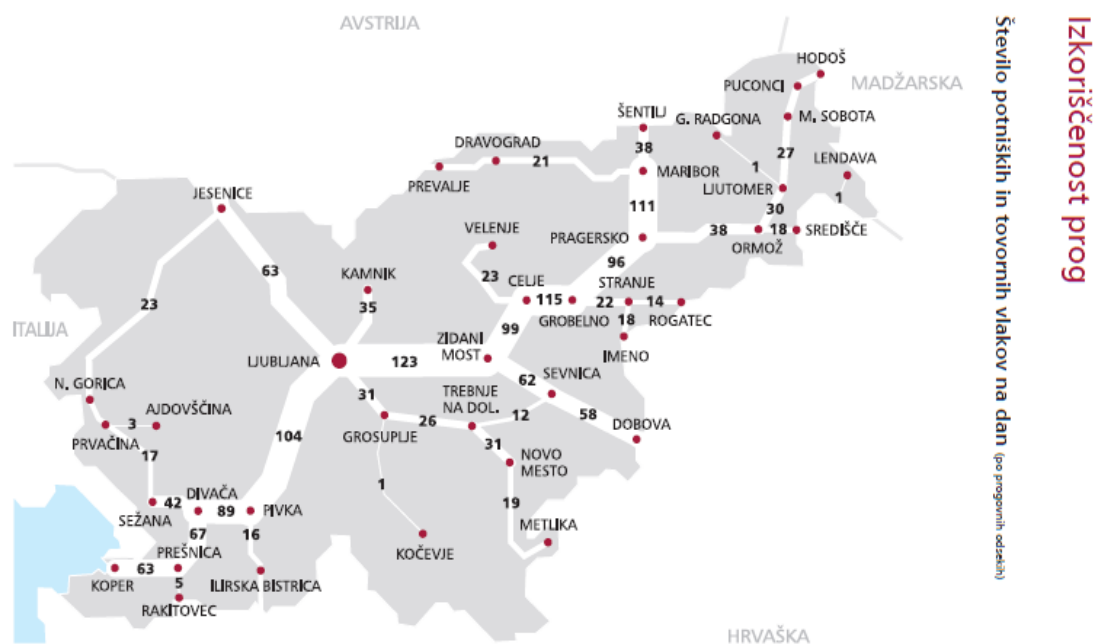 Izkoriščenost prog
Število potniških in tovornih vlakov na dan (po progovnih odsekih)
AVSTRIJA
HODOŠ
PUCONCI
MADŽARSKA
ŠENTILJ
G. RADGONA
M. SOBOTA
DRAVOGRAD
38
21
1
27
LENDAVA
PREVALJE
MARIBOR
LJUTOMER
1
JESENICE
111
30
VELENJE
PRAGERSKO
38
18
SREDIŠČE
ORMOŽ
63
KAMNIK
23
CELJE
96
STRANJE
23
35
115
22
14
GROBELNO
ROGATEC
ITALIJA
99
18
ZIDANI
MOST
IMENO
LJUBLJANA
123
SEVNICA
62
N. GORICA
31
TREBNJE
NA DOL.
AJDOVŠČINA
12
58
3
26
DOBOVA
PRVAČINA
104
GROSUPLJE
31
17
NOVO
MESTO
1
DIVAČA
42
89
PIVKA
19
SEŽANA
METLIKA
67
16
PREŠNICA
KOČEVJE
63
KOPER
5
ILIRSKA BISTRICA
RAKITOVEC
HRVAŠKA